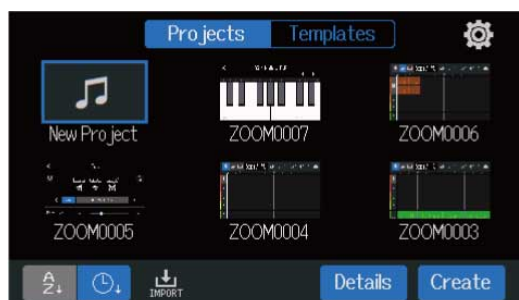 Projects Templates
New Project
ZOOM0007
ZOOM0006
ZOOM0005
ZOOM0004
ZOOM0003
A
Z
IMPORT
Details
Create